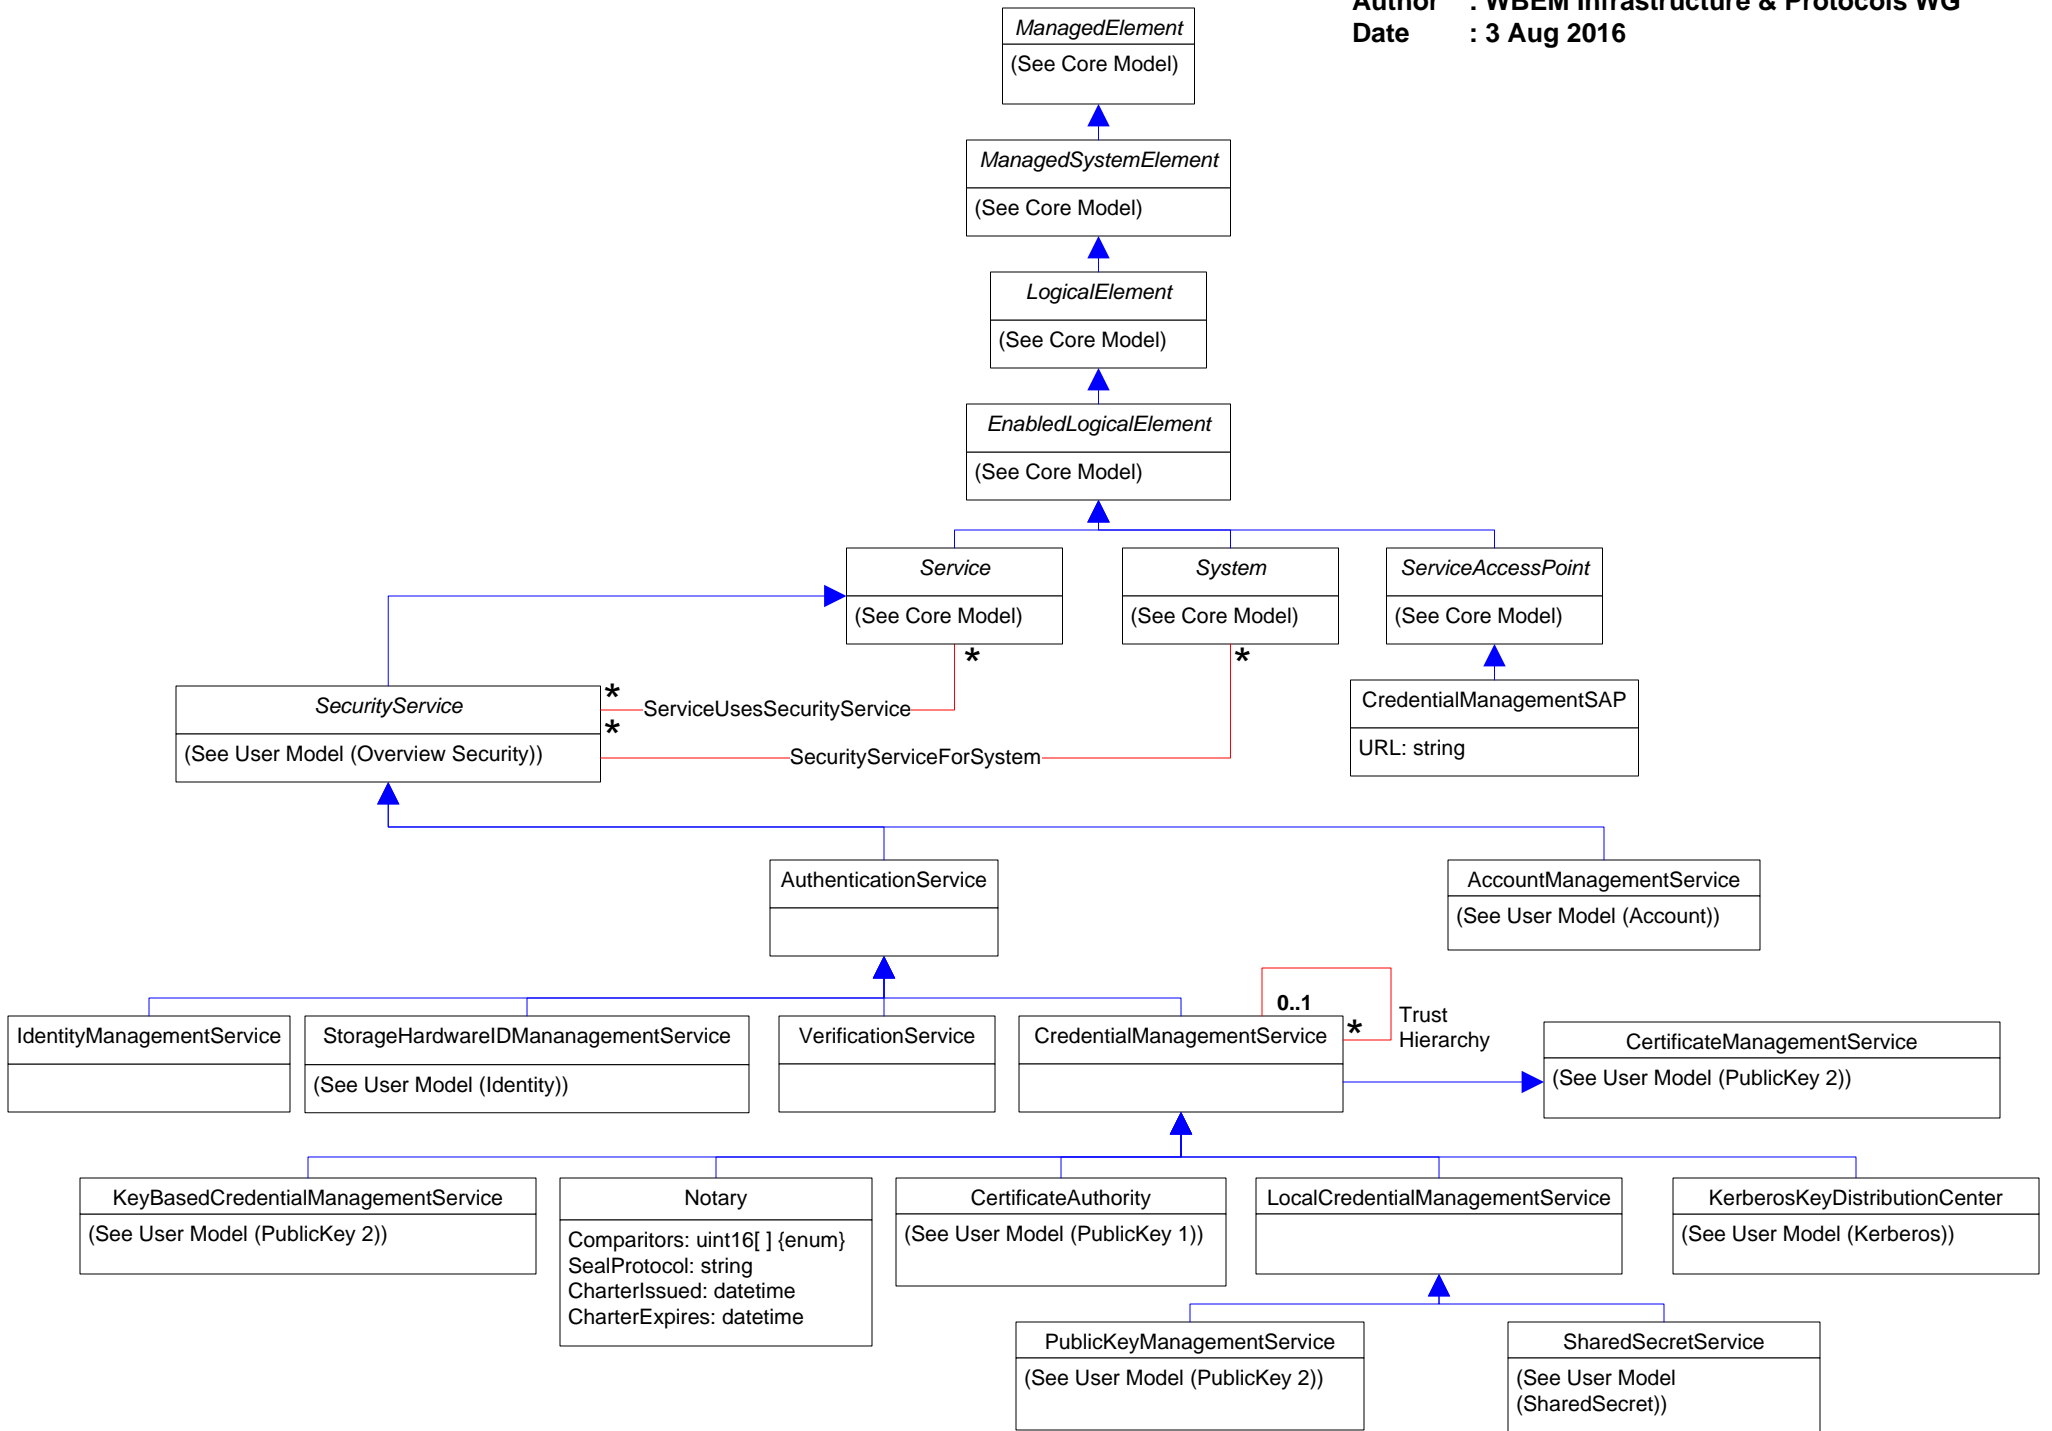 Author : WBEM Infrastructure & Protocols WG
Date : 3 Aug 2016
ManagedElement
(See Core Model)
ManagedSystemElement
(See Core Model)
LogicalElement
(See Core Model)
EnabledLogicalElement
(See Core Model)
Service
(See Core Model)
System
(See Core Model)
ServiceAccessPoint
(See Core Model)
*
*
SecurityService
(See User Model (Overview Security))
*
ServiceUsesSecurityService
*
SecurityServiceForSystem
CredentialManagementSAP
URL: string
AuthenticationService
AccountManagementService
(See User Model (Account))
IdentityManagementService
StorageHardwareIDMananagementService
(See User Model (Identity))
VerificationService
CredentialManagementService
0..1
*
Trust
Hierarchy
CertificateManagementService
(See User Model (PublicKey 2))
KeyBasedCredentialManagementService
(See User Model (PublicKey 2))
Notary
Comparitors: uint16[ ] {enum}
SealProtocol: string
CharterIssued: datetime
CharterExpires: datetime
CertificateAuthority
(See User Model (PublicKey 1))
LocalCredentialManagementService
KerberosKeyDistributionCenter
(See User Model (Kerberos))
PublicKeyManagementService
(See User Model (PublicKey 2))
SharedSecretService
(See User Model
(SharedSecret))